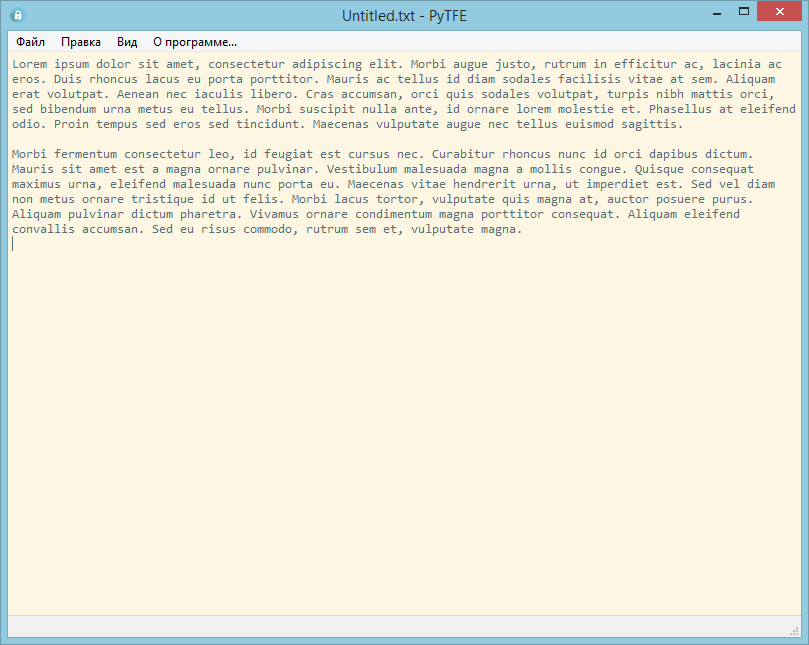 Untitled.txt - PyTFE
Файл Правка Вид О программе...
Lorem ipsum dolor sit amet, consectetur adipiscing elit. Morbi augue justo, rutrum in efficitur ac, lacinia ac
eros. Duis rhoncus lacus eu porta porttitor. Mauris ac tellus id diam sodales facilisis vitae at sem. Aliquam
erat volutpat. Aenean nec iaculis libero. Cras accumsan, orci quis sodales volutpat, turpis nibh mattis orci,
sed bibendum urna metus eu tellus. Morbi suscipit nulla ante, id ornare lorem molestie et. Phasellus at eleifend
odio. Proin tempus sed eros sed tincidunt. Maecenas vulputate augue nec tellus euismod sagittis.
Morbi fermentum consectetur leo, id feugiat est cursus nec. Curabitur rhoncus nunc id orci dapibus dictum.
Mauris sit amet est a magna ornare pulvinar. Vestibulum malesuada magna a mollis congue. Quisque consequat
maximus urna, eleifend malesuada nunc porta eu. Maecenas vitae hendrerit urna, ut imperdiet est. Sed vel diam
non metus ornare tristique id ut felis. Morbi lacus tortor, vulputate quis magna at, auctor posuere purus.
Aliquam pulvinar dictum pharetra. Vivamus ornare condimentum magna porttitor consequat. Aliquam eleifend
convallis accumsan. Sed eu risus commodo, rutrum sem et, vulputate magna.